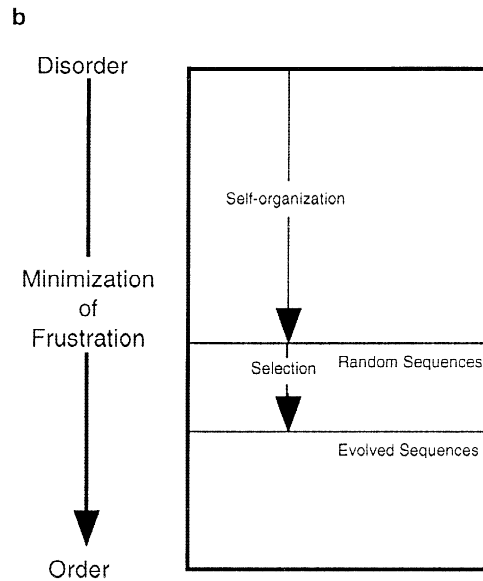 b
Disorder
Self-organization
Minimization
of
Frustration
Selection
Random Sequences
Evolved Sequences
Order